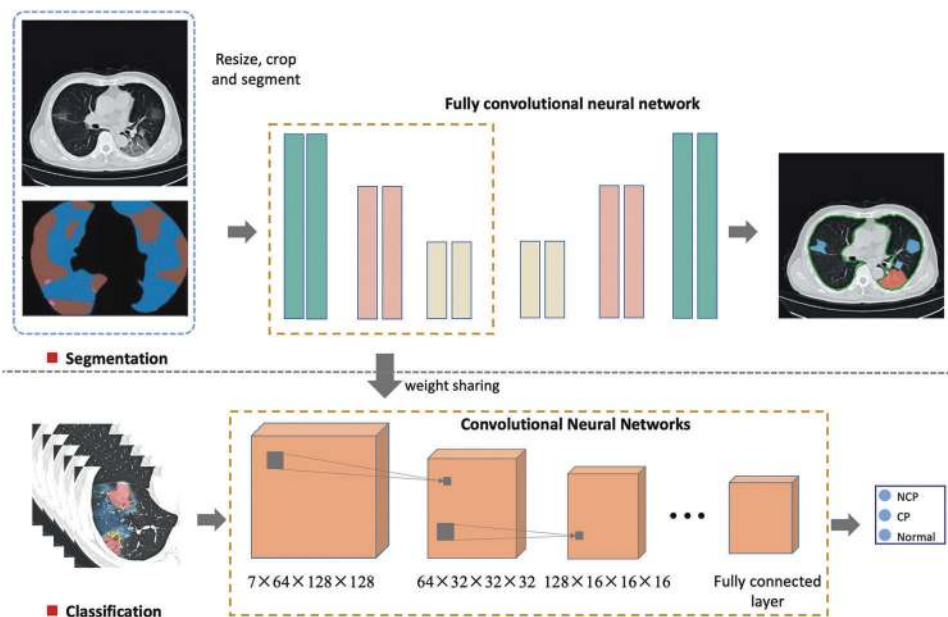 Resize, crop
and segment
Fully convolutional neural network
Segmentation
weight sharing
Convolutional Neural Networks
7×64×128×128
64×32×32×32
128×16×16×16
Fully connected
layer
NCP
CP
Normal
Classification